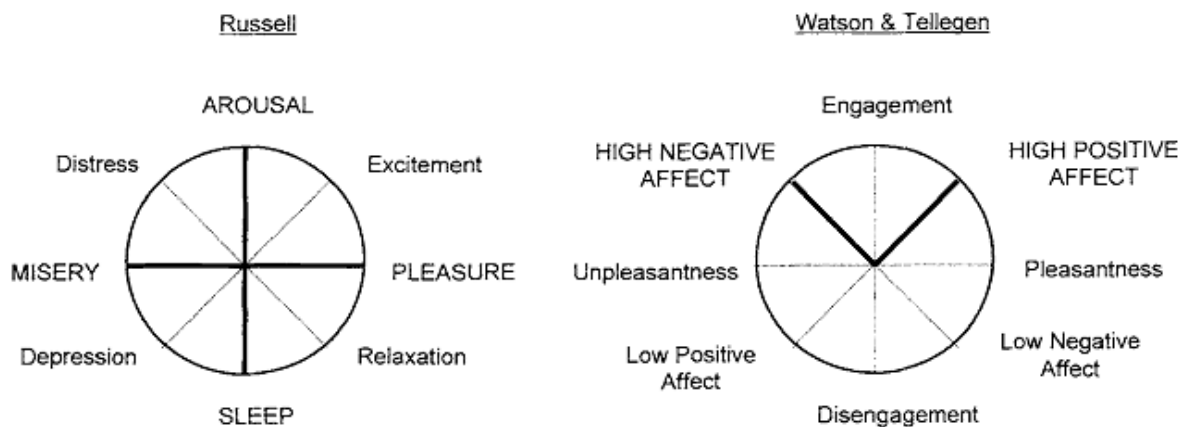 Russell
AROUSAL
Distress
Excitement
MISERY
PLEASURE
Depression
Relaxation
SLEEP
Watson & Tellegen
Engagement
HIGH NEGATIVE
AFFECT
HIGH POSITIVE
AFFECT
Unpleasantness
Pleasantness
Low Positive
Affect
Low Negative
Affect
Disengagement